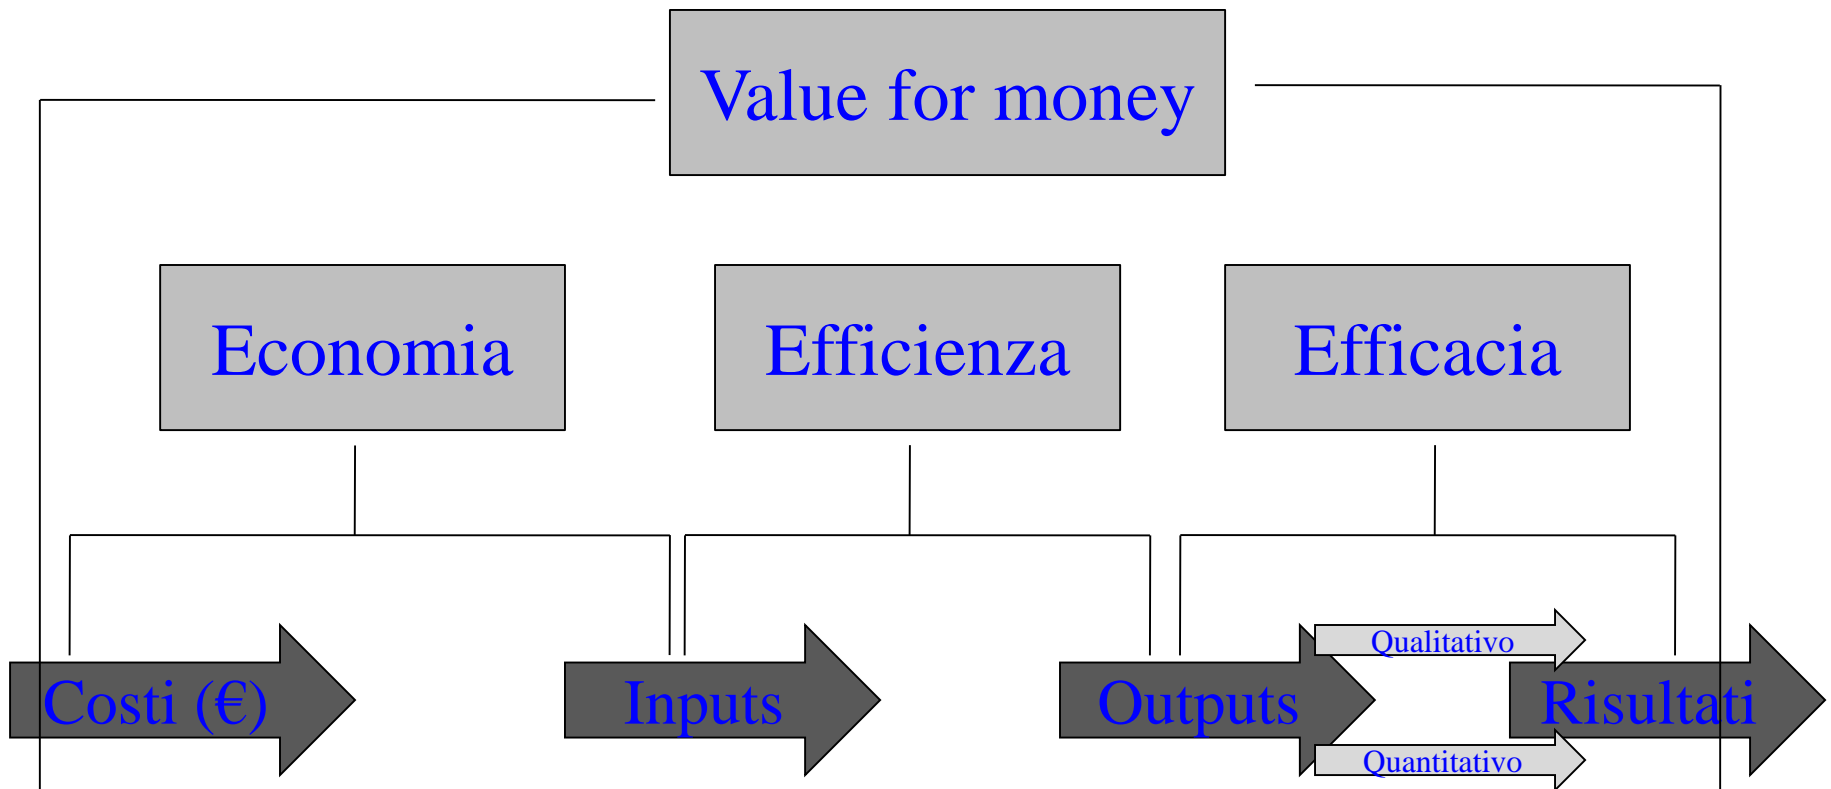 Value for money
Economia
Efficienza
Efficacia
Qualitativo
Costi (€)
Inputs
Outputs
Risultati
Quantitativo